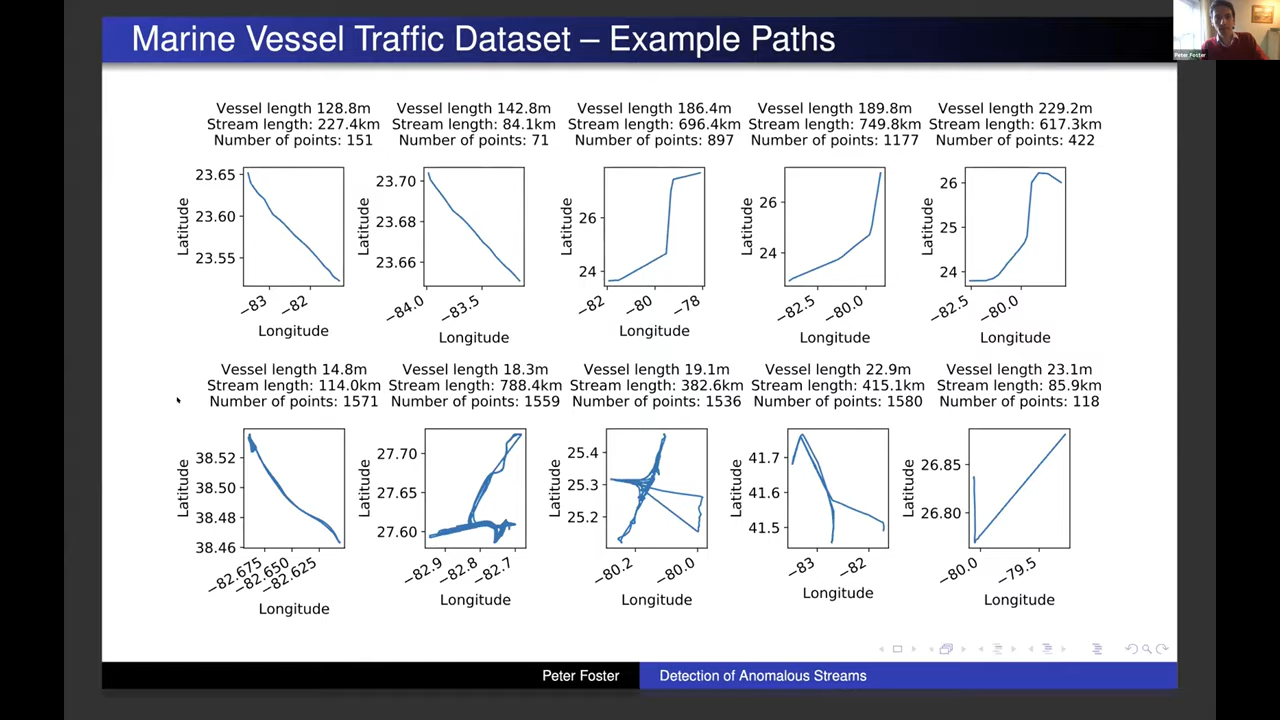 Marine Vessel Traffic Dataset – Example Paths
Peter Foster
Vessel length 128.8m
Stream length: 227.4km
Number of points: 151
Vessel length 142.8m
Stream length: 84.1km
Number of points: 71
Vessel length 186.4m
Stream length: 696.4km
Number of points: 897
Vessel length 189.8m
Stream length: 749.8km
Number of points: 1177
Vessel length 229.2m
Stream length: 617.3km
Number of points: 422
Latitude
23.65
23.60
23.55
−83
−82
Longitude
Latitude
23.70
23.68
23.66
−84.0
−83.5
Longitude
Latitude
26
24
−82
−80
−78
Longitude
Latitude
26
24
−82.5
−80.0
Longitude
Latitude
26
25
24
−82.5
−80.0
Longitude
Vessel length 14.8m
Stream length: 114.0km
Number of points: 1571
Vessel length 18.3m
Stream length: 788.4km
Number of points: 1559
Vessel length 19.1m
Stream length: 382.6km
Number of points: 1536
Vessel length 22.9m
Stream length: 415.1km
Number of points: 1580
Vessel length 23.1m
Stream length: 85.9km
Number of points: 118
Latitude
38.52
38.50
38.48
38.46
−82.675
−82.650
−82.625
Longitude
Latitude
27.70
27.65
27.60
−82.9
−82.8
−82.7
Longitude
Latitude
25.4
25.3
25.2
−80.2
−80.0
Longitude
Latitude
41.7
41.6
41.5
−83
−82
Longitude
Latitude
26.85
26.80
−80.0
−79.5
Longitude
Peter Foster
Detection of Anomalous Streams